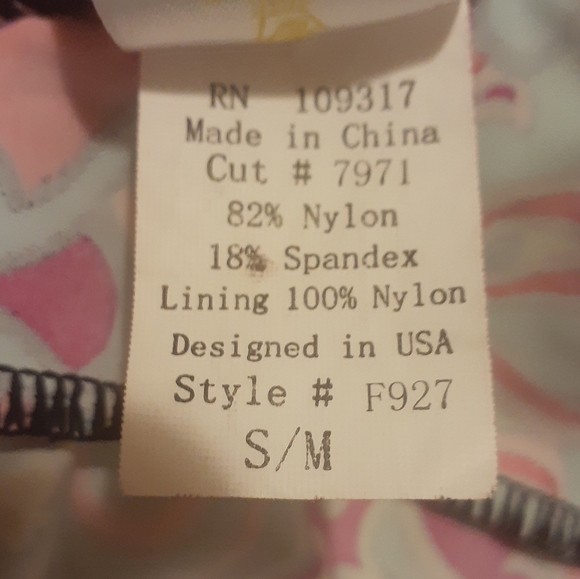 RN 109317
Made in China
Cut # 7971
82% Nylon
18% Spandex
Lining 100% Nylon
Designed in USA
Style # F927
S/M